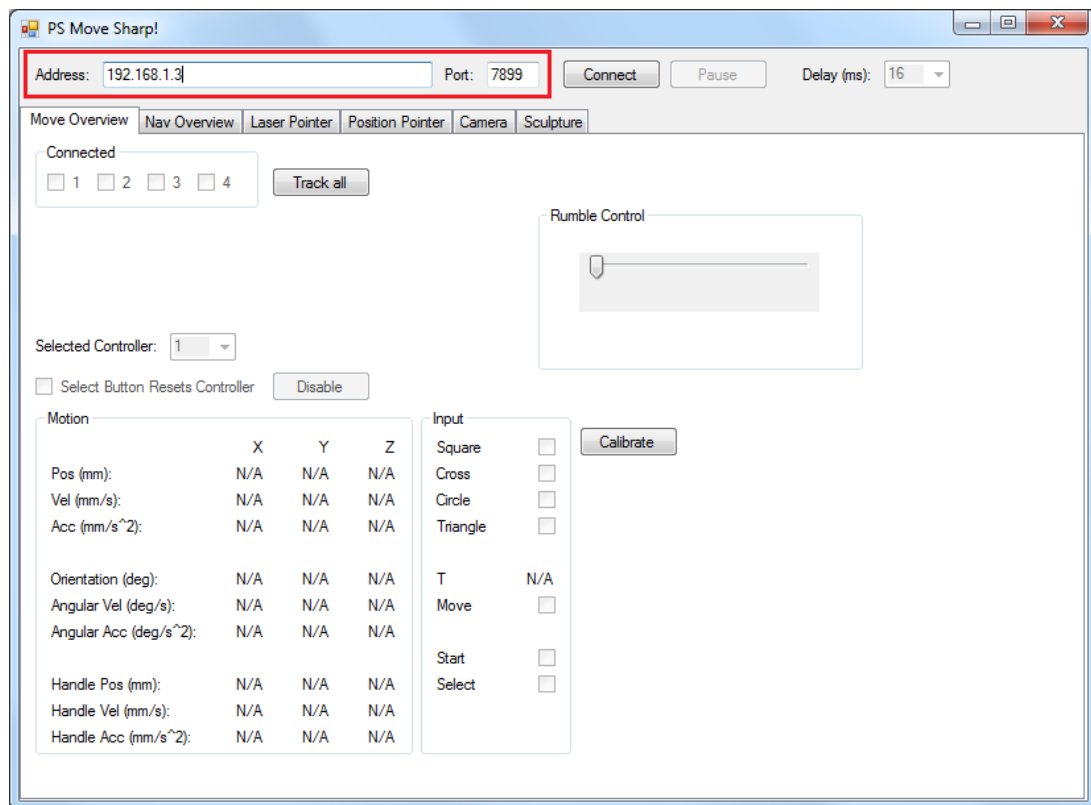 PS Move Sharp!
Address: 192.168.1.3 Port: 7899 Connect Pause Delay (ms): 16
Move Overview Nav Overview Laser Pointer Position Pointer Camera Sculpture
Connected
1 2 3 4 Track all
Rumble Control
Selected Controller: 1
Select Button Resets Controller Disable
Motion Input
X Y Z Square Calibrate
Pos (mm): N/A N/A N/A Cross
Vel (mm/s): N/A N/A N/A Circle
Acc (mm/s^2): N/A N/A N/A Triangle
Orientation (deg): N/A N/A N/A T N/A
Angular Vel (deg/s): N/A N/A N/A Move
Angular Acc (deg/s^2): N/A N/A N/A
Start
Handle Pos (mm): N/A N/A N/A Select
Handle Vel (mm/s): N/A N/A N/A
Handle Acc (mm/s^2): N/A N/A N/A